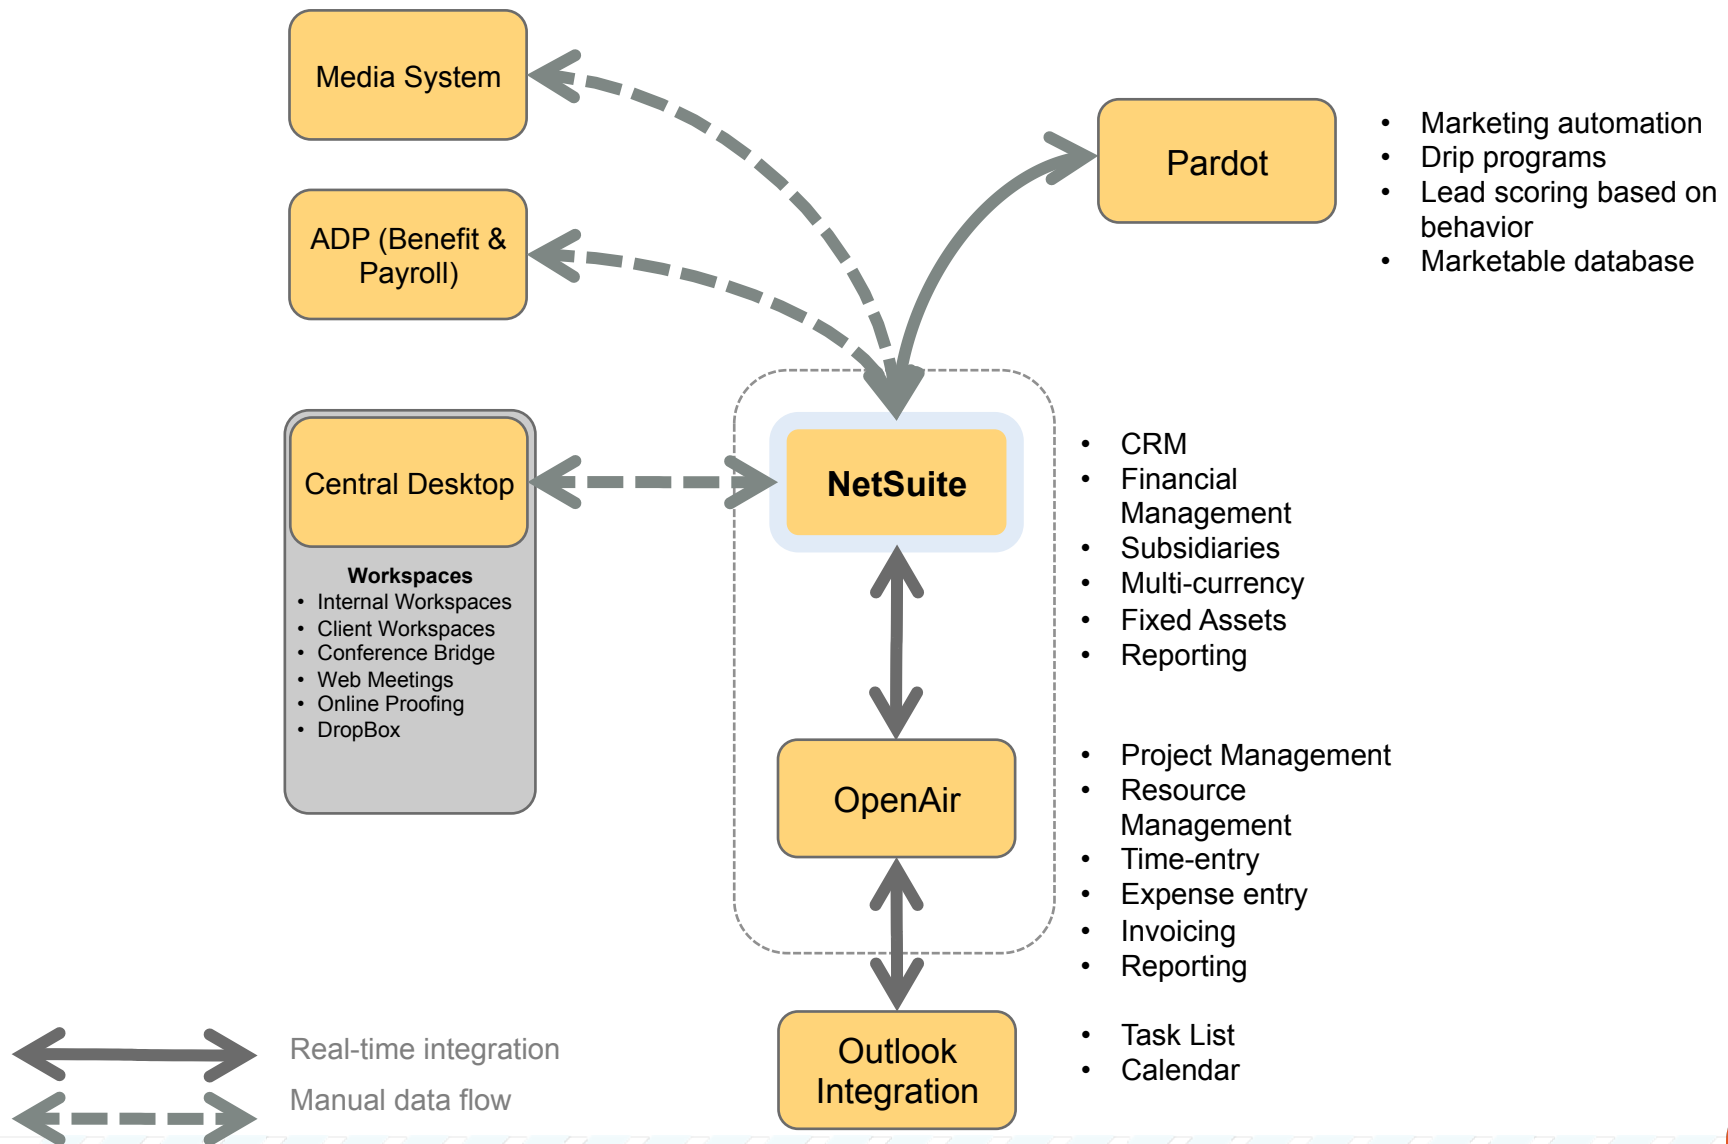 Media System
ADP (Benefit &
Payroll)
Pardot
• Marketing automation
• Drip programs
• Lead scoring based on
behavior
• Marketable database
Central Desktop
Workspaces
• Internal Workspaces
• Client Workspaces
• Conference Bridge
• Web Meetings
• Online Proofing
• DropBox
NetSuite
• CRM
• Financial
Management
• Subsidiaries
• Multi-currency
• Fixed Assets
• Reporting
OpenAir
• Project Management
• Resource
Management
• Time-entry
• Expense entry
• Invoicing
• Reporting
Outlook
Integration
• Task List
• Calendar
Real-time integration
Manual data flow